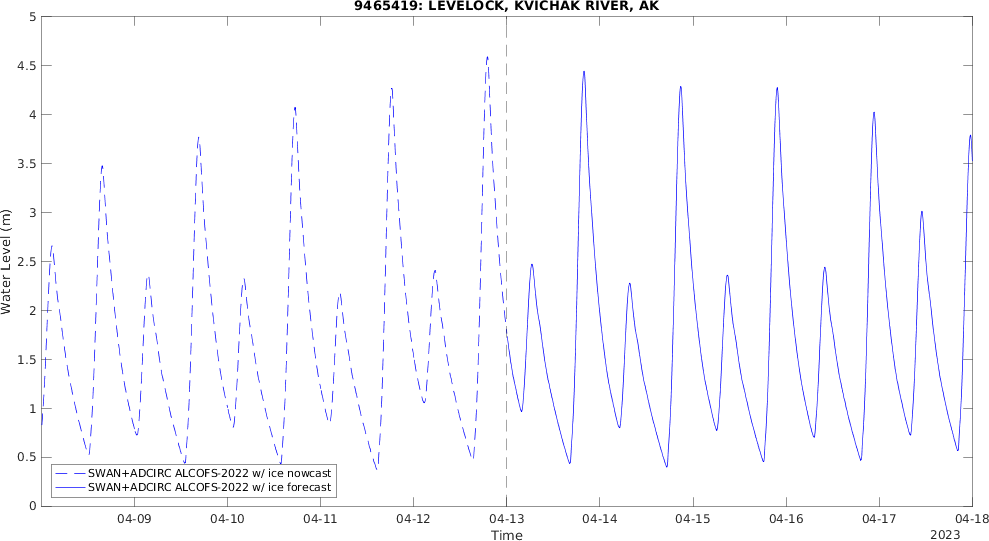 9465419: LEVELOCK, KVICHAK RIVER, AK
Water Level (m)
5
4.5
4
3.5
3
2.5
2
1.5
1
0.5
0
SWAN+ADCIRC ALCOFS-2022 w/ ice nowcast
SWAN+ADCIRC ALCOFS-2022 w/ ice forecast
04-09 04-10 04-11 04-12 04-13 04-14 04-15 04-16 04-17 04-18
Time
2023